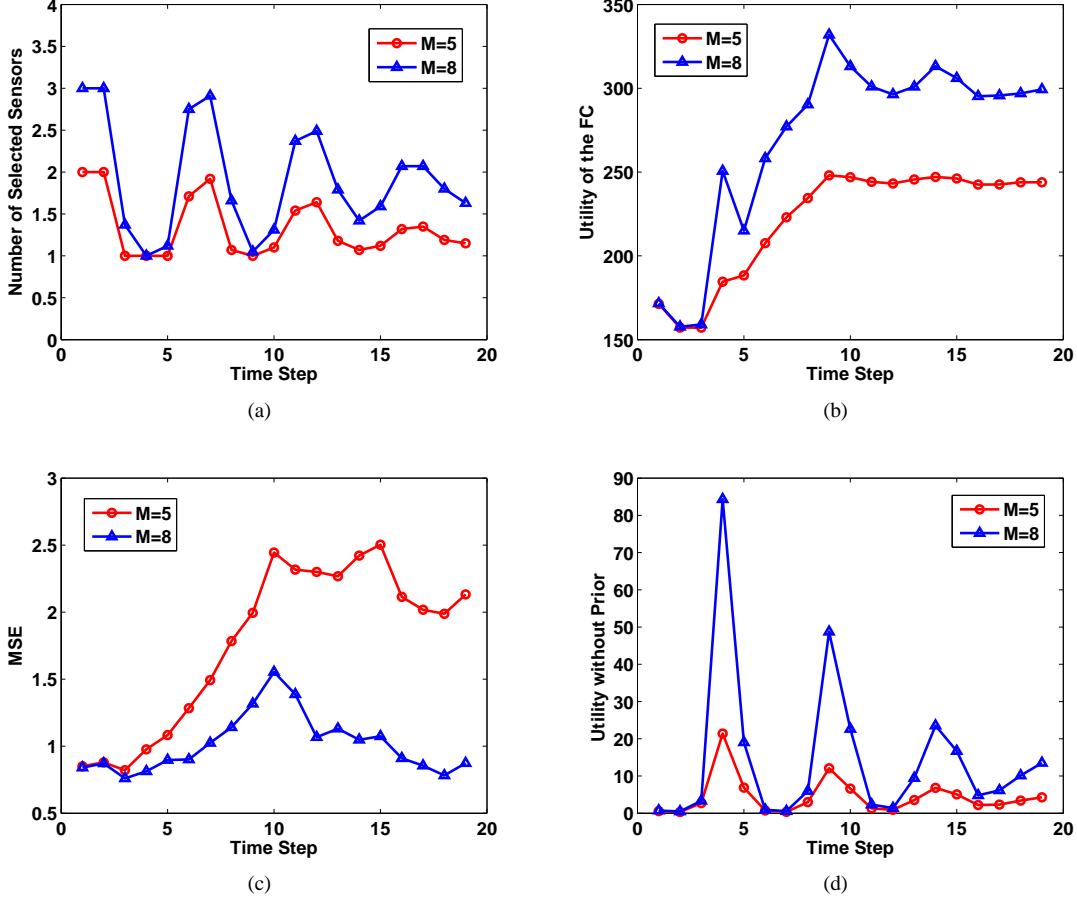 4
3.5
3
2.5
2
1.5
1
0.5
0
0 5 10 15 20
Number of Selected Sensors
Time Step
M=5
M=8
(a)
350
300
250
200
150
0 5 10 15 20
Utility of the FC
Time Step
M=5
M=8
(b)
3
2.5
2
1.5
1
0.5
0 5 10 15 20
MSE
Time Step
M=5
M=8
(c)
90
80
70
60
50
40
30
20
10
0
0 5 10 15 20
Utility without Prior
Time Step
M=5
M=8
(d)